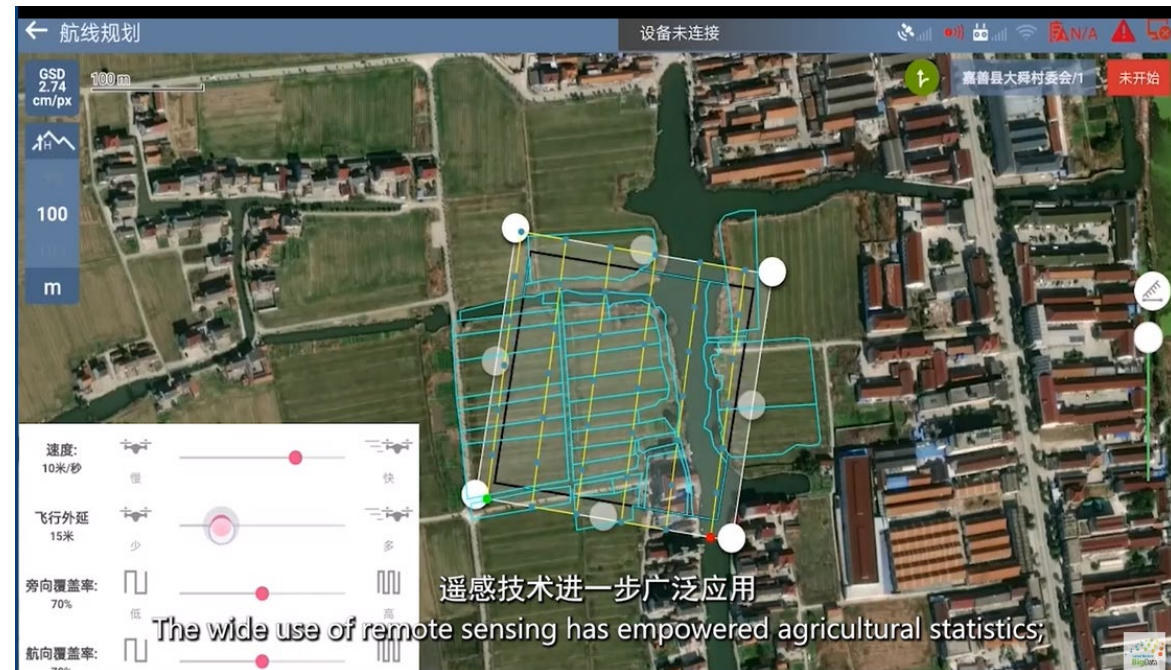 航线规划
设备未连接
N/A
GSD
2.74
cm/px
100 m
嘉善县大舜村委会/1
未开始
H
100
m
速度:
10米/秒
慢
快
飞行外延
15米
少
多
旁向覆盖率:
70%
低
高
航向覆盖率:
遥感技术进一步广泛应用
The wide use of remote sensing has empowered agricultural statistics;
BigData